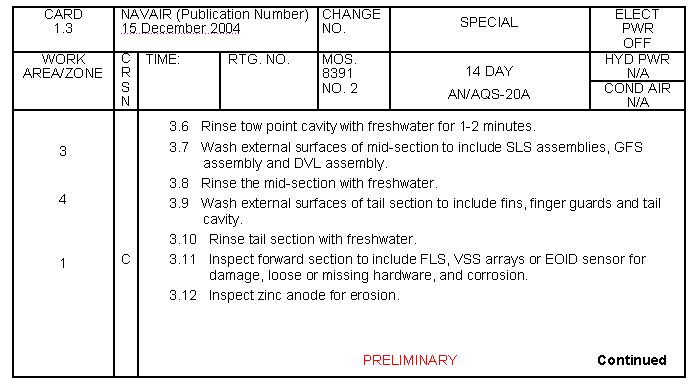 CARD
1.3
NAVAIR (Publication Number)
15 December 2004
CHANGE
NO.
SPECIAL
ELECT
PWR
OFF
WORK
AREA/ZONE
C
R
S
N
TIME:
RTG. NO.
MOS.
8391
NO. 2
14 DAY
AN/AQS-20A
HYD PWR
N/A
COND AIR
N/A
3.6 Rinse tow point cavity with freshwater for 1-2 minutes.
3
3.7 Wash external surfaces of mid-section to include SLS assemblies, GFS
assembly and DVL assembly.
3.8 Rinse the mid-section with freshwater.
4
3.9 Wash external surfaces of tail section to include fins, finger guards and tail
cavity.
3.10 Rinse tail section with freshwater.
1
C
3.11 Inspect forward section to include FLS, VSS arrays or EOID sensor for
damage, loose or missing hardware, and corrosion.
3.12 Inspect zinc anode for erosion.
PRELIMINARY
Continued